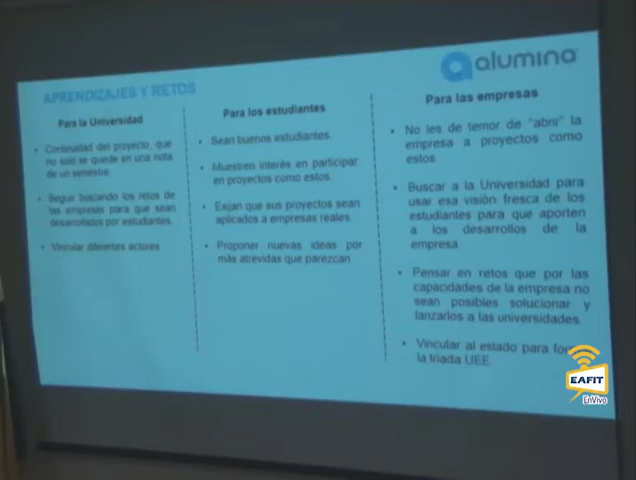 APRENDIZAJES Y RETOS
alumina
Para la Universidad
• Continuidad del proyecto, que
no solo se quede en una nota
de un semestre.
• Seguir buscando los retos de
las empresas para que sean
desarrollados por estudiantes.
• Vincular diferentes actores
Para los estudiantes
• Sean buenos estudiantes.
• Muestren interés en participar
en proyectos como estos.
• Exijan que sus proyectos sean
aplicados a empresas reales.
• Proponer nuevas ideas por
más atrevidas que parezcan
Para las empresas
• No les de temor de “abrir” la
empresa a proyectos como
estos
• Buscar a la Universidad para
usar esa visión fresca de los
estudiantes para que aporten
a los desarrollos de la
empresa
• Pensar en retos que por las
capacidades de la empresa no
sean posibles solucionar y
lanzarlos a las universidades.
• Vincular al estado para
la triada UEE
EAFIT
EnVivo